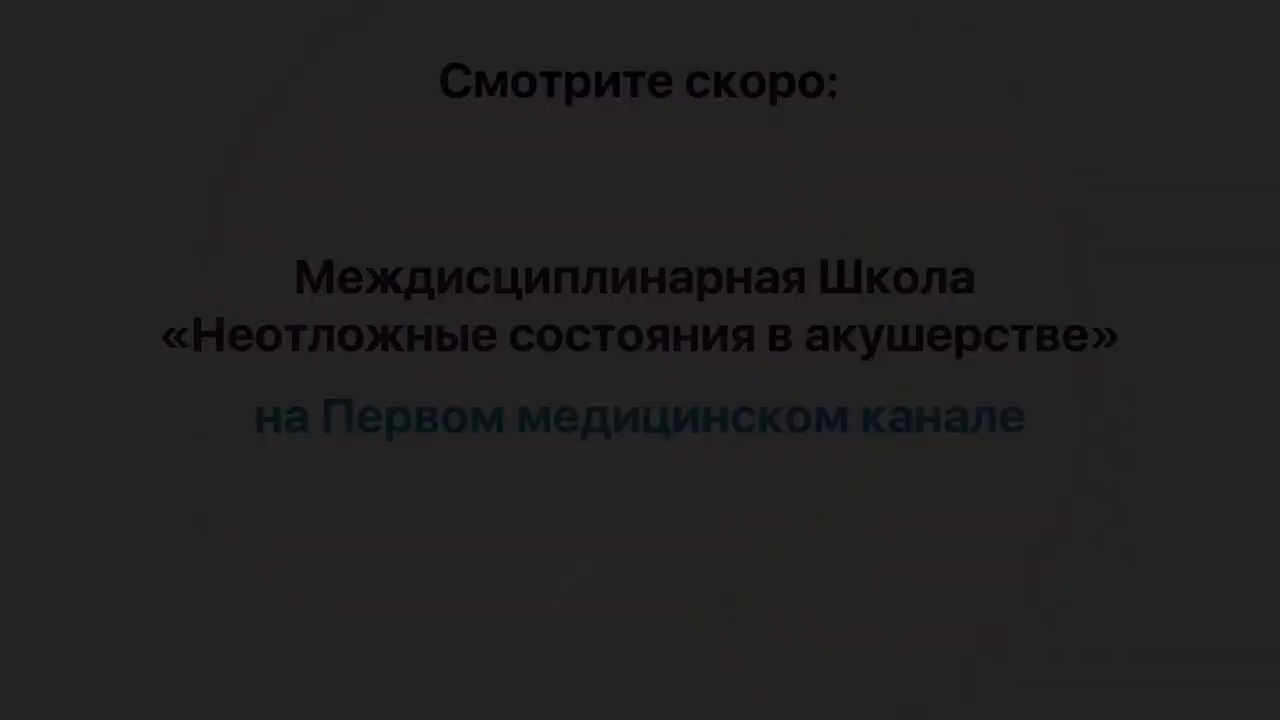 Смотрите скоро:
Междисциплинарная Школа
«Неотложные состояния в акушерстве»
на Первом медицинском канале